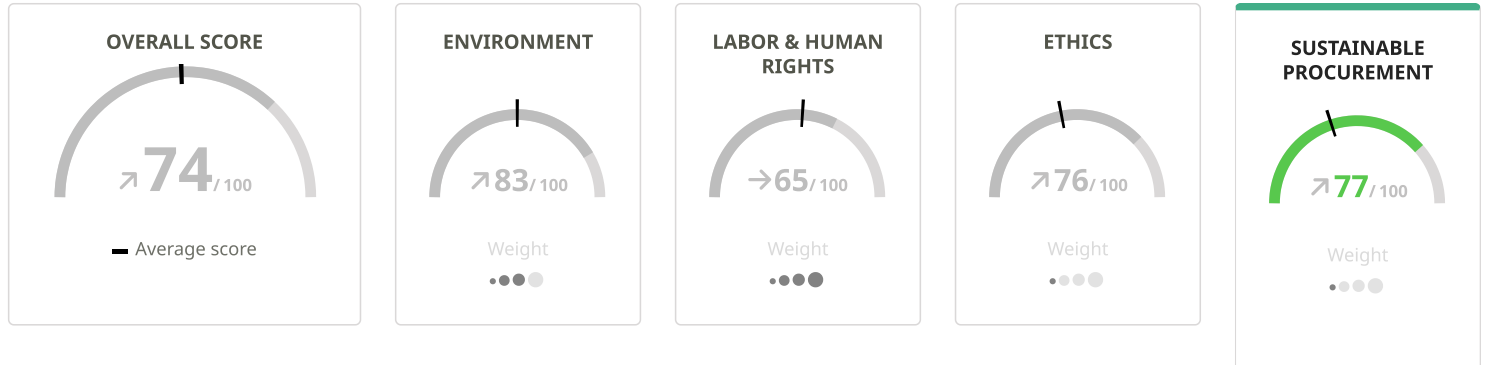 OVERALL SCORE
74/ 100
Average score
ENVIRONMENT
83/ 100
Weight
LABOR & HUMAN
RIGHTS
65/ 100
Weight
ETHICS
76/ 100
Weight
SUSTAINABLE
PROCUREMENT
77/ 100
Weight